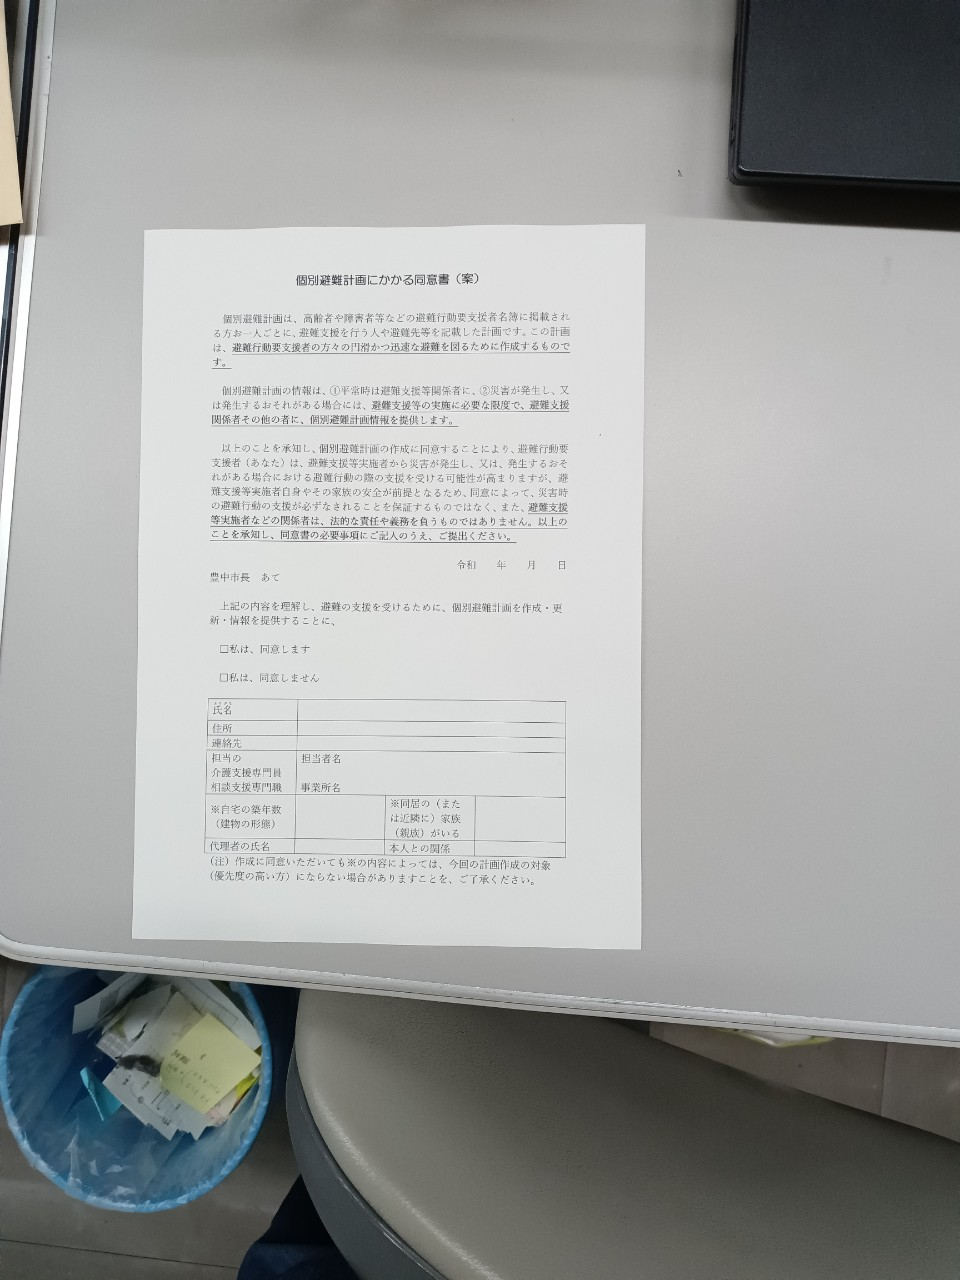 個別避難計画にかかる同意書（案）
個別避難計画は、高齢者や障害者等などの避難行動要支援者名簿に掲載され
る方お一人ごとに、避難支援を行う人や避難先等を記載した計画です。この計画
は、避難行動要支援者の方々の円滑かつ迅速な避難を図るために作成するもので
す。
個別避難計画の情報は、①平常時は避難支援等関係者に、②災害が発生し、又
は発生するおそれがある場合には、避難支援等の実施に必要な限度で、避難支援
関係者その他の者に、個別避難計画情報を提供します。
以上のことを承知し、個別避難計画の作成に同意することにより、避難行動要
支援者（あなた）は、避難支援等実施者から災害が発生し、又は、発生するおそ
れがある場合における避難行動の際の支援を受ける可能性が高まりますが、避
難支援等実施者自身やその家族の安全が前提となるため、同意によって、災害時
の避難行動の支援が必ずなされることを保証するものではなく、また、避難支援
等実施者などの関係者は、法的な責任や義務を負うものではありません。以上の
ことを承知し、同意書の必要事項にご記入のうえ、ご提出ください。
令和　　年　　月　　日
豊中市長　あて
上記の内容を理解し、避難の支援を受けるために、個別避難計画を作成・更
新・情報を提供することに、
□私は、同意します
□私は、同意しません
氏名
住所
連絡先
担当の　担当者名
介護支援専門員
相談支援専門職　事業所名
※自宅の築年数
（建物の形態）
※同居の（また
は近隣に）家族
（親族）がいる
代理者の氏名　本人との関係
（注）作成に同意いただいても※の内容によっては、今回の計画作成の対象
（優先度の高い方）にならない場合がありますことを、ご了承ください。